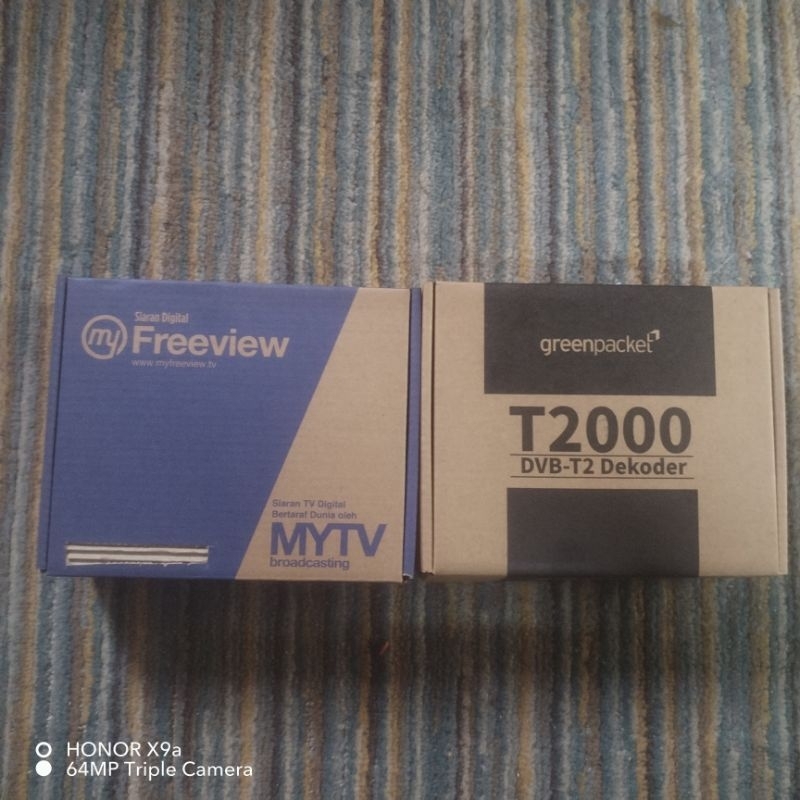 Siaran Digital
my Freeview
www.myfreeview.tv
Siaran TV Digital
Bertaraf Dunia oleh
MYTV
broadcasting
greenpacket
T2000
DVB-T2 Dekoder
HONOR X9a
64MP Triple Camera